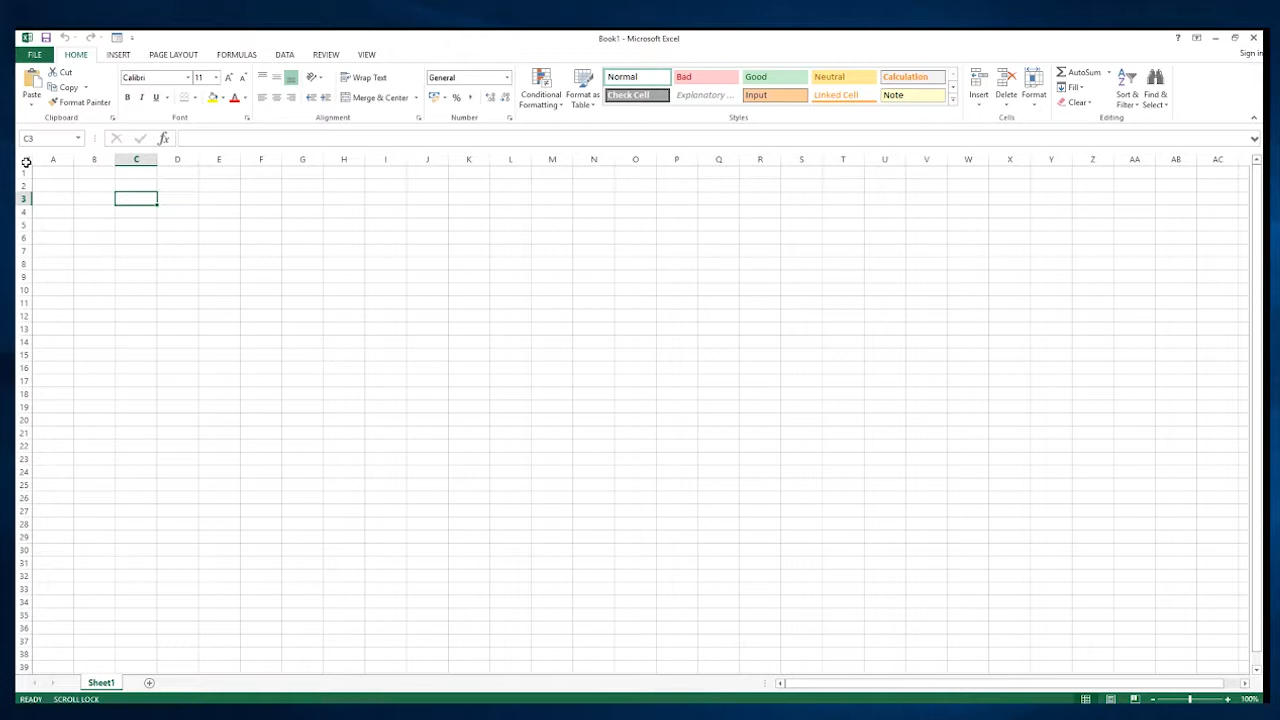 Book1 - Microsoft Excel
?
FILE HOME INSERT PAGE LAYOUT FORMULAS DATA REVIEW VIEW
Sign in
Paste
Cut
Copy
Format Painter
Clipboard
Calibri 11
B I U
Font
Wrap Text
Merge & Center
Alignment
General
%
Number
Conditional Formatting
Format as Table
Normal Bad Good Neutral Calculation
Check Cell Explanatory ... Input Linked Cell Note
Styles
Insert Delete Format
Cells
AutoSum
Fill
Clear
Sort & Filter
Find & Select
Editing
C3
fx
A B C D E F G H I J K L M N O P Q R S T U V W X Y Z AA AB AC
1
2
3
4
5
6
7
8
9
10
11
12
13
14
15
16
17
18
19
20
21
22
23
24
25
26
27
28
29
30
31
32
33
34
35
36
37
38
39
Sheet1
READY SCROLL LOCK
100%